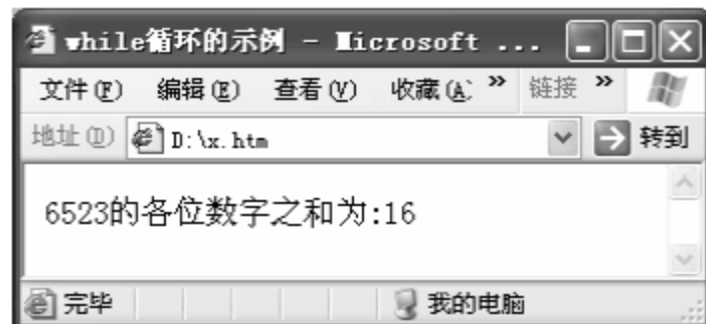 while循环的示例 - Microsoft ...
文件(F) 编辑(E) 查看(V) 收藏(A) » 链接 »
地址(D) D:\x.htm 转到
6523的各位数字之和为:16
完毕 我的电脑